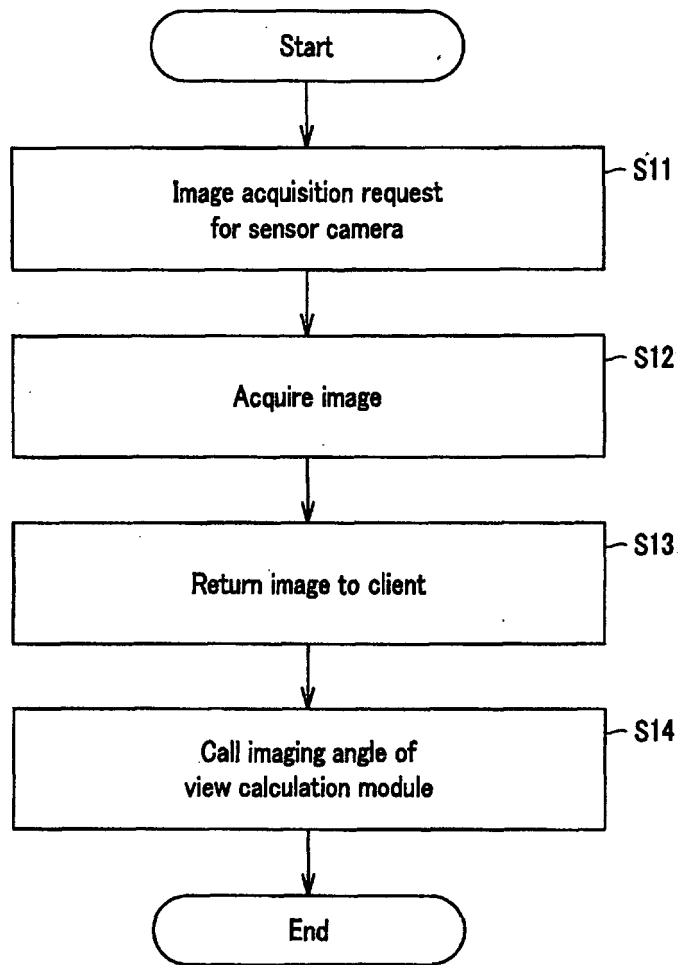 Start
S11
Image acquisition request
for sensor camera
S12
Acquire image
S13
Return image to client
S14
Call imaging angle of
view calculation module
End